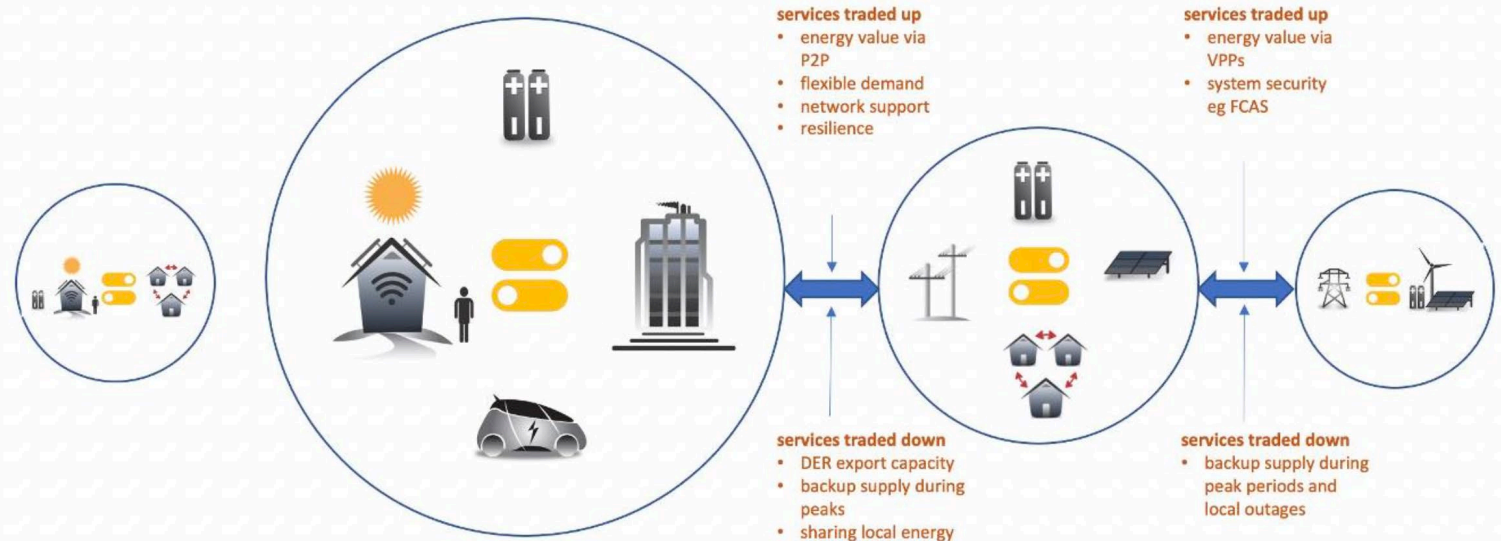 services traded up
• energy value via
P2P
• flexible demand
• network support
• resilience
services traded up
• energy value via
VPPs
• system security
eg FCAS
services traded down
• DER export capacity
• backup supply during
peaks
• sharing local energy
services traded down
• backup supply during
peak periods and
local outages